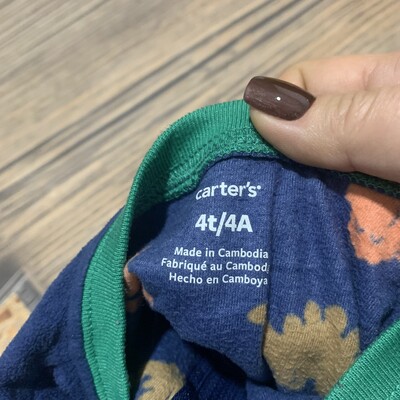 carter's
4t/4A
Made in Cambodia
Fabriqué au Cambod
Hecho en Camboya